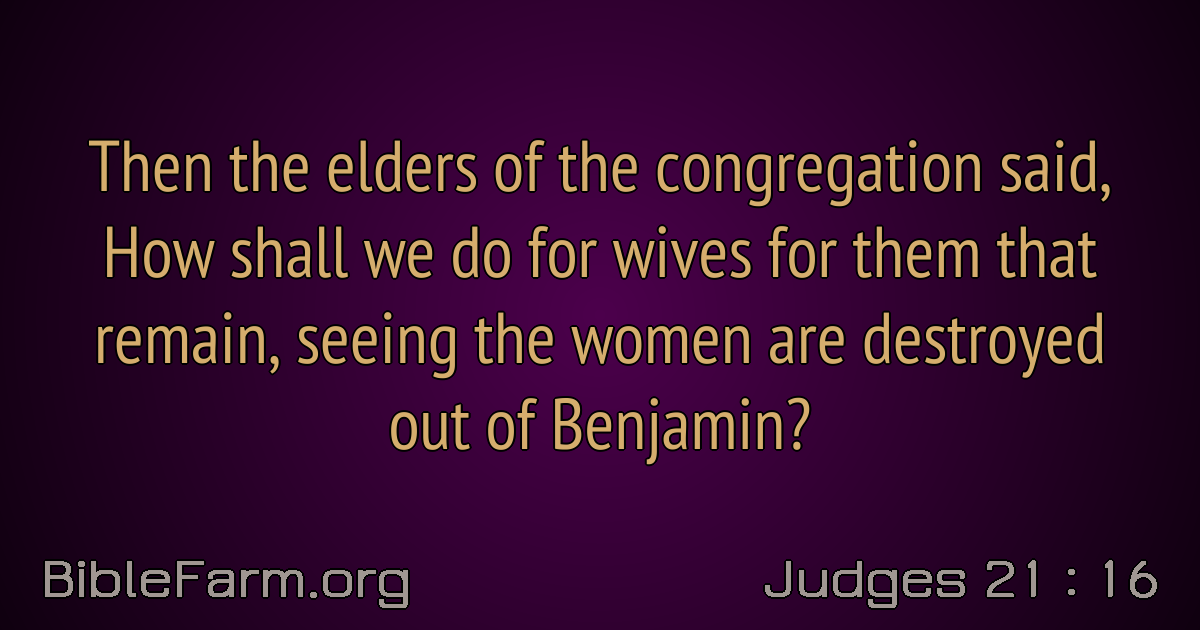 Then the elders of the congregation said,
How shall we do for wives for them that
remain, seeing the women are destroyed
out of Benjamin?
BibleFarm.org
Judges 21 : 16